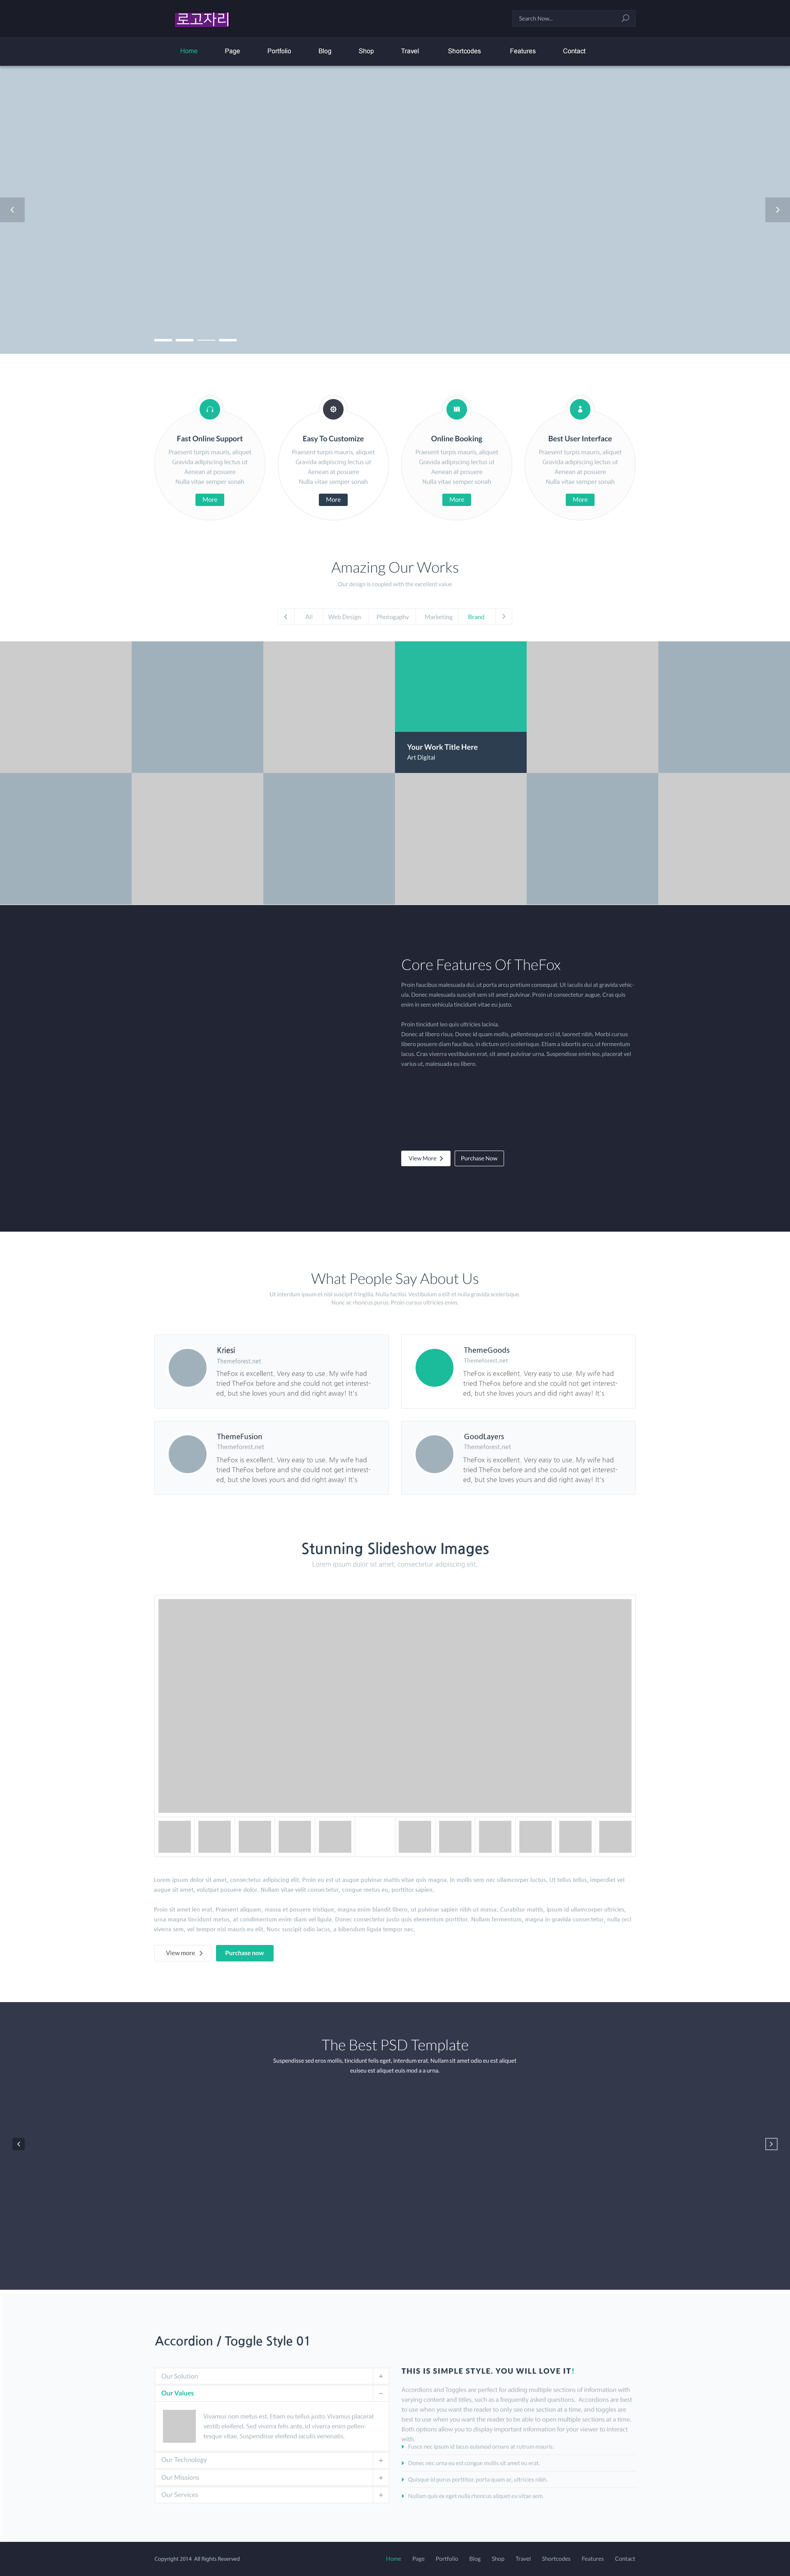 로고자리
Search Now...
Home Page Portfolio Blog Shop Travel Shortcodes Features Contact
Fast Online Support
Praesent turpis mauris, aliquet
Gravida adipiscing lectus ut
Aenean at posuere
Nulla vitae semper sonah
More
Easy To Customize
Praesent turpis mauris, aliquet
Gravida adipiscing lectus ut
Aenean at posuere
Nulla vitae semper sonah
More
Online Booking
Praesent turpis mauris, aliquet
Gravida adipiscing lectus ut
Aenean at posuere
Nulla vitae semper sonah
More
Best User Interface
Praesent turpis mauris, aliquet
Gravida adipiscing lectus ut
Aenean at posuere
Nulla vitae semper sonah
More
Amazing Our Works
Our design is coupled with the excellent value
All Web Design Photogaphy Marketing Brand
Your Work Title Here
Art Digital
Core Features Of TheFox
Proin faucibus malesuada dui, ut porta arcu pretium consequat. Ut iaculis dui at gravida vehic-
ula. Donec malesuada suscipit sem sit amet pulvinar. Proin ut consectetur augue. Cras quis
enim in sem vehicula tincidunt vitae eu justo.
Proin tincidunt leo quis ultricies lacinia.
Donec at libero risus. Donec id quam mollis, pellentesque orci id, laoreet nibh. Morbi cursus
libero posuere diam faucibus, in dictum orci scelerisque. Etiam a lobortis arcu, ut fermentum
lacus. Cras viverra vestibulum erat, sit amet pulvinar urna. Suspendisse enim leo, placerat vel
varius ut, malesuada eu libero.
View More
Purchase Now
What People Say About Us
Ut interdum ipsum et nisl suscipit fringilla. Nulla facilisi. Vestibulum a elit et nulla gravida scelerisque.
Nunc ac rhoncus purus. Proin cursus ultricies enim.
Kriesi
Themeforest.net
TheFox is excellent. Very easy to use. My wife had
tried TheFox before and she could not get interest-
ed, but she loves yours and did right away! It's
ThemeGoods
Themeforest.net
TheFox is excellent. Very easy to use. My wife had
tried TheFox before and she could not get interest-
ed, but she loves yours and did right away! It's
ThemeFusion
Themeforest.net
TheFox is excellent. Very easy to use. My wife had
tried TheFox before and she could not get interest-
ed, but she loves yours and did right away! It's
GoodLayers
Themeforest.net
TheFox is excellent. Very easy to use. My wife had
tried TheFox before and she could not get interest-
ed, but she loves yours and did right away! It's
Stunning Slideshow Images
Lorem ipsum dolor sit amet, consectetur adipiscing elit.
Lorem ipsum dolor sit amet, consectetur adipiscing elit. Proin eu est ut augue pulvinar mattis vitae quis magna. In mollis sem nec ullamcorper luctus. Ut tellus tellus, imperdiet vel
augue sit amet, volutpat posuere dolor. Nullam vitae velit consectetur, congue metus eu, porttitor sapien.
Proin sit amet leo erat. Praesent aliquam, massa et posuere tristique, magna enim blandit libero, ut pulvinar sapien nibh ut massa. Curabitur mattis, ipsum id ullamcorper ultricies,
urna magna tincidunt metus, at condimentum enim diam vel ligula. Donec consectetur justo quis elementum porttitor. Nullam fermentum, magna in gravida consectetur, nulla orci
viverra sem, vel tempor nisl mauris eu elit. Nunc suscipit odio lacus, a bibendum ligula tempor nec.
View more
Purchase now
The Best PSD Template
Suspendisse sed eros mollis, tincidunt felis eget, interdum erat. Nullam sit amet odio eu est aliquet
euiseu est aliquet euis mod a a urna.
Accordion / Toggle Style 01
Our Solution +
Our Values −
Vivamus non metus est. Etiam eu tellus justo. Vivamus placerat
vestib eleifend. Sed viverra felis ante, id viverra enim pellen-
tesque vitae. Suspendisse eleifend iaculis venenatis.
Our Technology +
Our Missions +
Our Services +
THIS IS SIMPLE STYLE. YOU WILL LOVE IT!
Accordions and Toggles are perfect for adding multiple sections of information with
varying content and titles, such as a frequently asked questions. Accordions are best
to use when you want the reader to only see one section at a time, and toggles are
best to use when you want the reader to be able to open multiple sections at a time.
Both options allow you to display important information for your viewer to interact
with.
Fusce nec ipsum id lacus euismod ornare at rutrum mauris.
Donec nec urna eu est congue mollis sit amet eu erat.
Quisque id purus porttitor, porta quam ac, ultricies nibh.
Nullam quis ex eget nulla rhoncus aliquet eu vitae sem.
Copyright 2014 All Rights Reserved
Home Page Portfolio Blog Shop Travel Shortcodes Features Contact